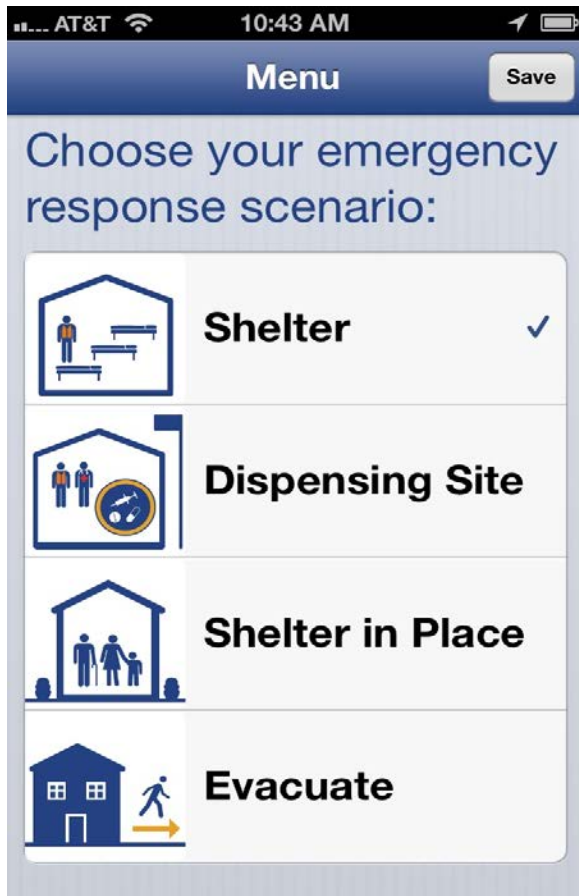 AT&T 10:43 AM
Menu Save
Choose your emergency
response scenario:
Shelter
Dispensing Site
Shelter in Place
Evacuate